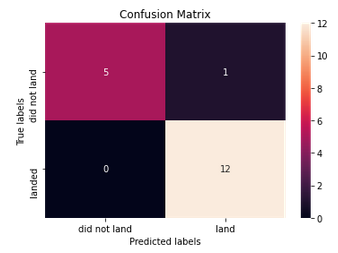 Confusion Matrix
True labels
did not land
landed
5
1
0
12
did not land
land
Predicted labels
12
10
8
6
4
2
0